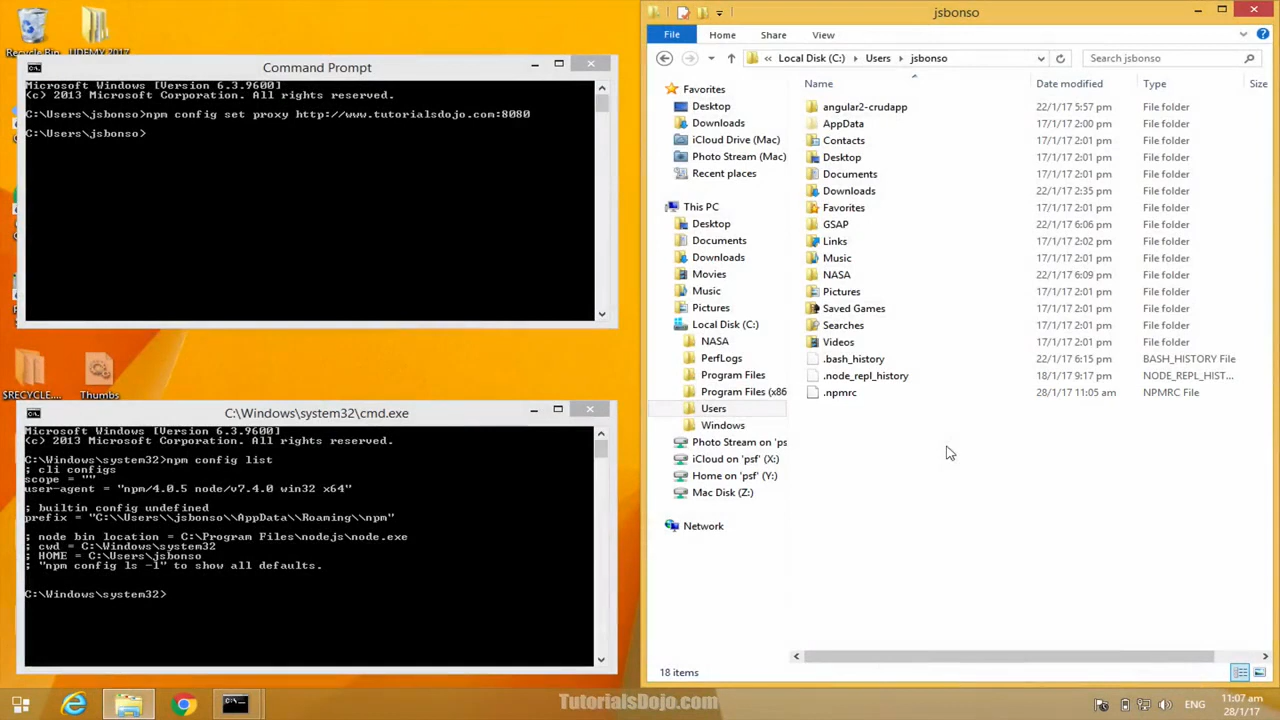 Recycle Bin
UDEMY 2017
Command Prompt
Microsoft Windows [Version 6.3.9600]
(c) 2013 Microsoft Corporation. All rights reserved.
C:\Users\jsbonso>npm config set proxy http://www.tutorialsdojo.com:8080
C:\Users\jsbonso>
$RECYCLE....
Thumbs
C:\Windows\system32\cmd.exe
Microsoft Windows [Version 6.3.9600]
(c) 2013 Microsoft Corporation. All rights reserved.
C:\Windows\system32>npm config list
; cli configs
scope = ""
user-agent = "npm/4.0.5 node/v7.4.0 win32 x64"
; builtin config undefined
prefix = "C:\\Users\\jsbonso\\AppData\\Roaming\\npm"
; node bin location = C:\Program Files\nodejs\node.exe
; cwd = C:\Windows\system32
; HOME = C:\Users\jsbonso
; "npm config ls -l" to show all defaults.
C:\Windows\system32>
jsbonso
File Home Share View
« Local Disk (C:) Users jsbonso
Search jsbonso
Favorites
Desktop
Downloads
iCloud Drive (Mac)
Photo Stream (Mac)
Recent places
This PC
Desktop
Documents
Downloads
Movies
Music
Pictures
Local Disk (C:)
NASA
PerfLogs
Program Files
Program Files (x86
Users
Windows
Photo Stream on 'ps
iCloud on 'psf' (X:)
Home on 'psf' (Y:)
Mac Disk (Z:)
Network
Name Date modified Type Size
angular2-crudapp 22/1/17 5:57 pm File folder
AppData 17/1/17 2:00 pm File folder
Contacts 17/1/17 2:01 pm File folder
Desktop 17/1/17 2:01 pm File folder
Documents 17/1/17 2:01 pm File folder
Downloads 22/1/17 2:35 pm File folder
Favorites 17/1/17 2:01 pm File folder
GSAP 22/1/17 6:06 pm File folder
Links 17/1/17 2:02 pm File folder
Music 17/1/17 2:01 pm File folder
NASA 22/1/17 6:09 pm File folder
Pictures 17/1/17 2:01 pm File folder
Saved Games 17/1/17 2:01 pm File folder
Searches 17/1/17 2:01 pm File folder
Videos 17/1/17 2:01 pm File folder
.bash_history 22/1/17 6:15 pm BASH_HISTORY File
.node_repl_history 18/1/17 9:17 pm NODE_REPL_HIST...
.npmrc 28/1/17 11:05 am NPMRC File
18 items
TutorialsDojo.com
ENG
11:07 am
28/1/17